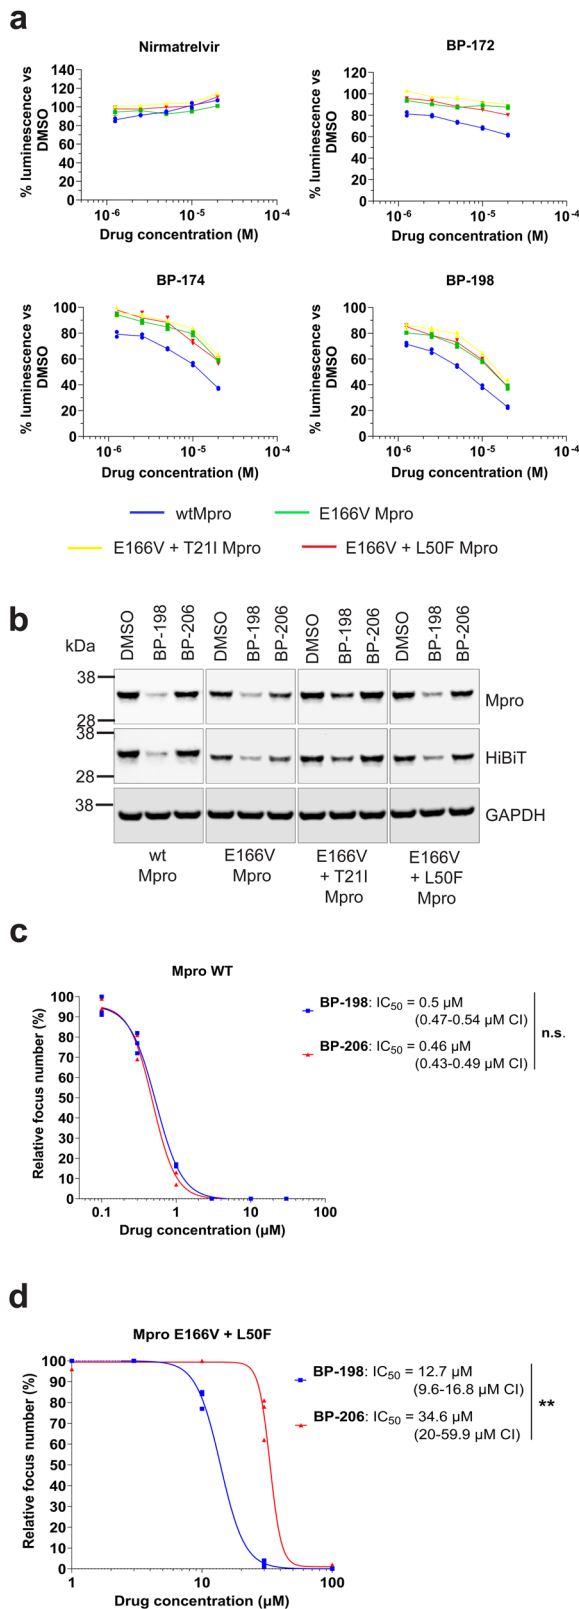 a
Nirmatrelvir
% luminescence vs
DMSO
140
120
100
80
60
40
20
0
10-6
10-5
10-4
Drug concentration (M)
BP-172
% luminescence vs
DMSO
120
100
80
60
40
20
0
10-6
10-5
10-4
Drug concentration (M)
BP-174
% luminescence vs
DMSO
100
80
60
40
20
0
10-6
10-5
10-4
Drug concentration (M)
BP-198
% luminescence vs
DMSO
100
80
60
40
20
0
10-6
10-5
10-4
Drug concentration (M)
wtMpro
E166V Mpro
E166V + T21I Mpro
E166V + L50F Mpro
b
kDa
DMSO
BP-198
BP-206
DMSO
BP-198
BP-206
DMSO
BP-198
BP-206
DMSO
BP-198
BP-206
38
28
Mpro
38
28
HiBiT
38
GAPDH
wt
Mpro
E166V
Mpro
E166V
+ T21I
Mpro
E166V
+ L50F
Mpro
c
Mpro WT
Relative focus number (%)
100
90
80
70
60
50
40
30
20
10
0
0.1
1
10
100
Drug concentration (µM)
BP-198: IC50 = 0.5 µM
(0.47-0.54 µM CI)
BP-206: IC50 = 0.46 µM
(0.43-0.49 µM CI)
n.s.
d
Mpro E166V + L50F
Relative focus number (%)
100
90
80
70
60
50
40
30
20
10
0
1
10
100
Drug concentration (µM)
BP-198: IC50 = 12.7 µM
(9.6-16.8 µM CI)
BP-206: IC50 = 34.6 µM
(20-59.9 µM CI)
**